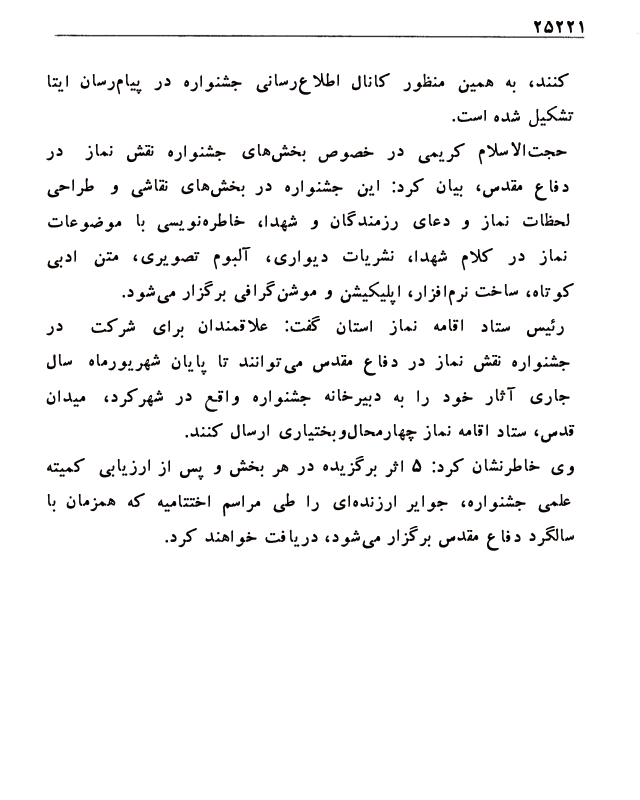 ۲۵۲۲۱
کنند، به همین منظور کانال اطلاع‌رسانی جشنواره در پیام‌رسان ایتا
تشکیل شده است.
حجت‌الاسلام کریمی در خصوص بخش‌های جشنواره نقش نماز در
دفاع مقدس، بیان کرد: این جشنواره در بخش‌های نقاشی و طراحی
لحظات نماز و دعای رزمندگان و شهدا، خاطره‌نویسی با موضوعات
نماز در کلام شهدا، نشریات دیواری، آلبوم تصویری، متن ادبی
کوتاه، ساخت نرم‌افزار، اپلیکیشن و موشن‌گرافی برگزار می‌شود.
رئیس ستاد اقامه نماز استان گفت: علاقمندان برای شرکت در
جشنواره نقش نماز در دفاع مقدس می‌توانند تا پایان شهریورماه سال
جاری آثار خود را به دبیرخانه جشنواره واقع در شهرکرد، میدان
قدس، ستاد اقامه نماز چهارمحال‌وبختیاری ارسال کنند.
وی خاطرنشان کرد: ۵ اثر برگزیده در هر بخش و پس از ارزیابی کمیته
علمی جشنواره، جوایر ارزنده‌ای را طی مراسم اختتامیه که همزمان با
سالگرد دفاع مقدس برگزار می‌شود، دریافت خواهند کرد.